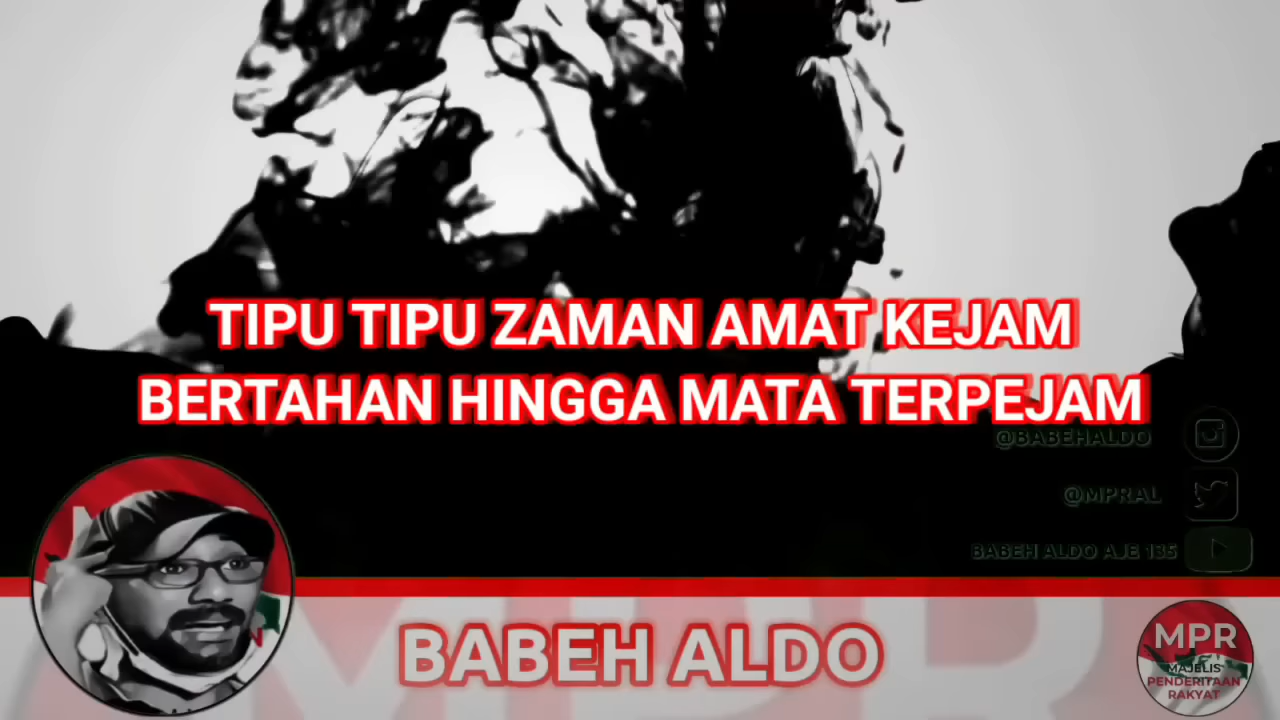 TIPU TIPU ZAMAN AMAT KEJAM
BERTAHAN HINGGA MATA TERPEJAM
@BABEHALDO
@MPRAL
BABEH ALDO AJE 135
BABEH ALDO
MPR
MAJELIS
PENDERITAAN
RAKYAT